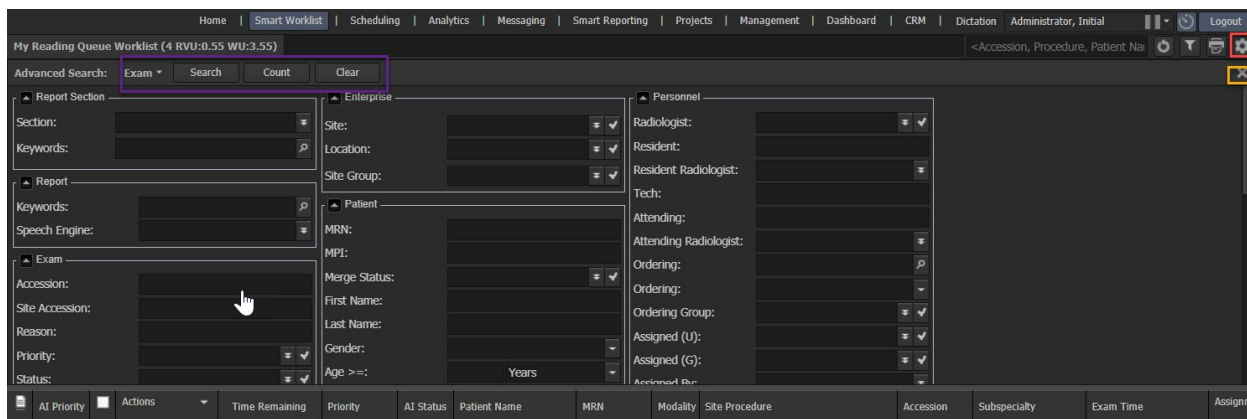 Home | Smart Worklist | Scheduling | Analytics | Messaging | Smart Reporting | Projects | Management | Dashboard | CRM | Dictation Administrator, Initial Logout
My Reading Queue Worklist (4 RVU:0.55 WU:3.55) <Accession, Procedure, Patient Nai
Advanced Search: Exam Search Count Clear
Report Section
Section:
Keywords:
Report
Keywords:
Speech Engine:
Exam
Accession:
Site Accession:
Reason:
Priority:
Status:
Enterprise
Site:
Location:
Site Group:
Patient
MRN:
MPI:
Merge Status:
First Name:
Last Name:
Gender:
Age >=: Years
Personnel
Radiologist:
Resident:
Resident Radiologist:
Tech:
Attending:
Attending Radiologist:
Ordering:
Ordering:
Ordering Group:
Assigned (U):
Assigned (G):
Assigned By:
AI Priority Actions Time Remaining Priority AI Status Patient Name MRN Modality Site Procedure Accession Subspecialty Exam Time Assignm